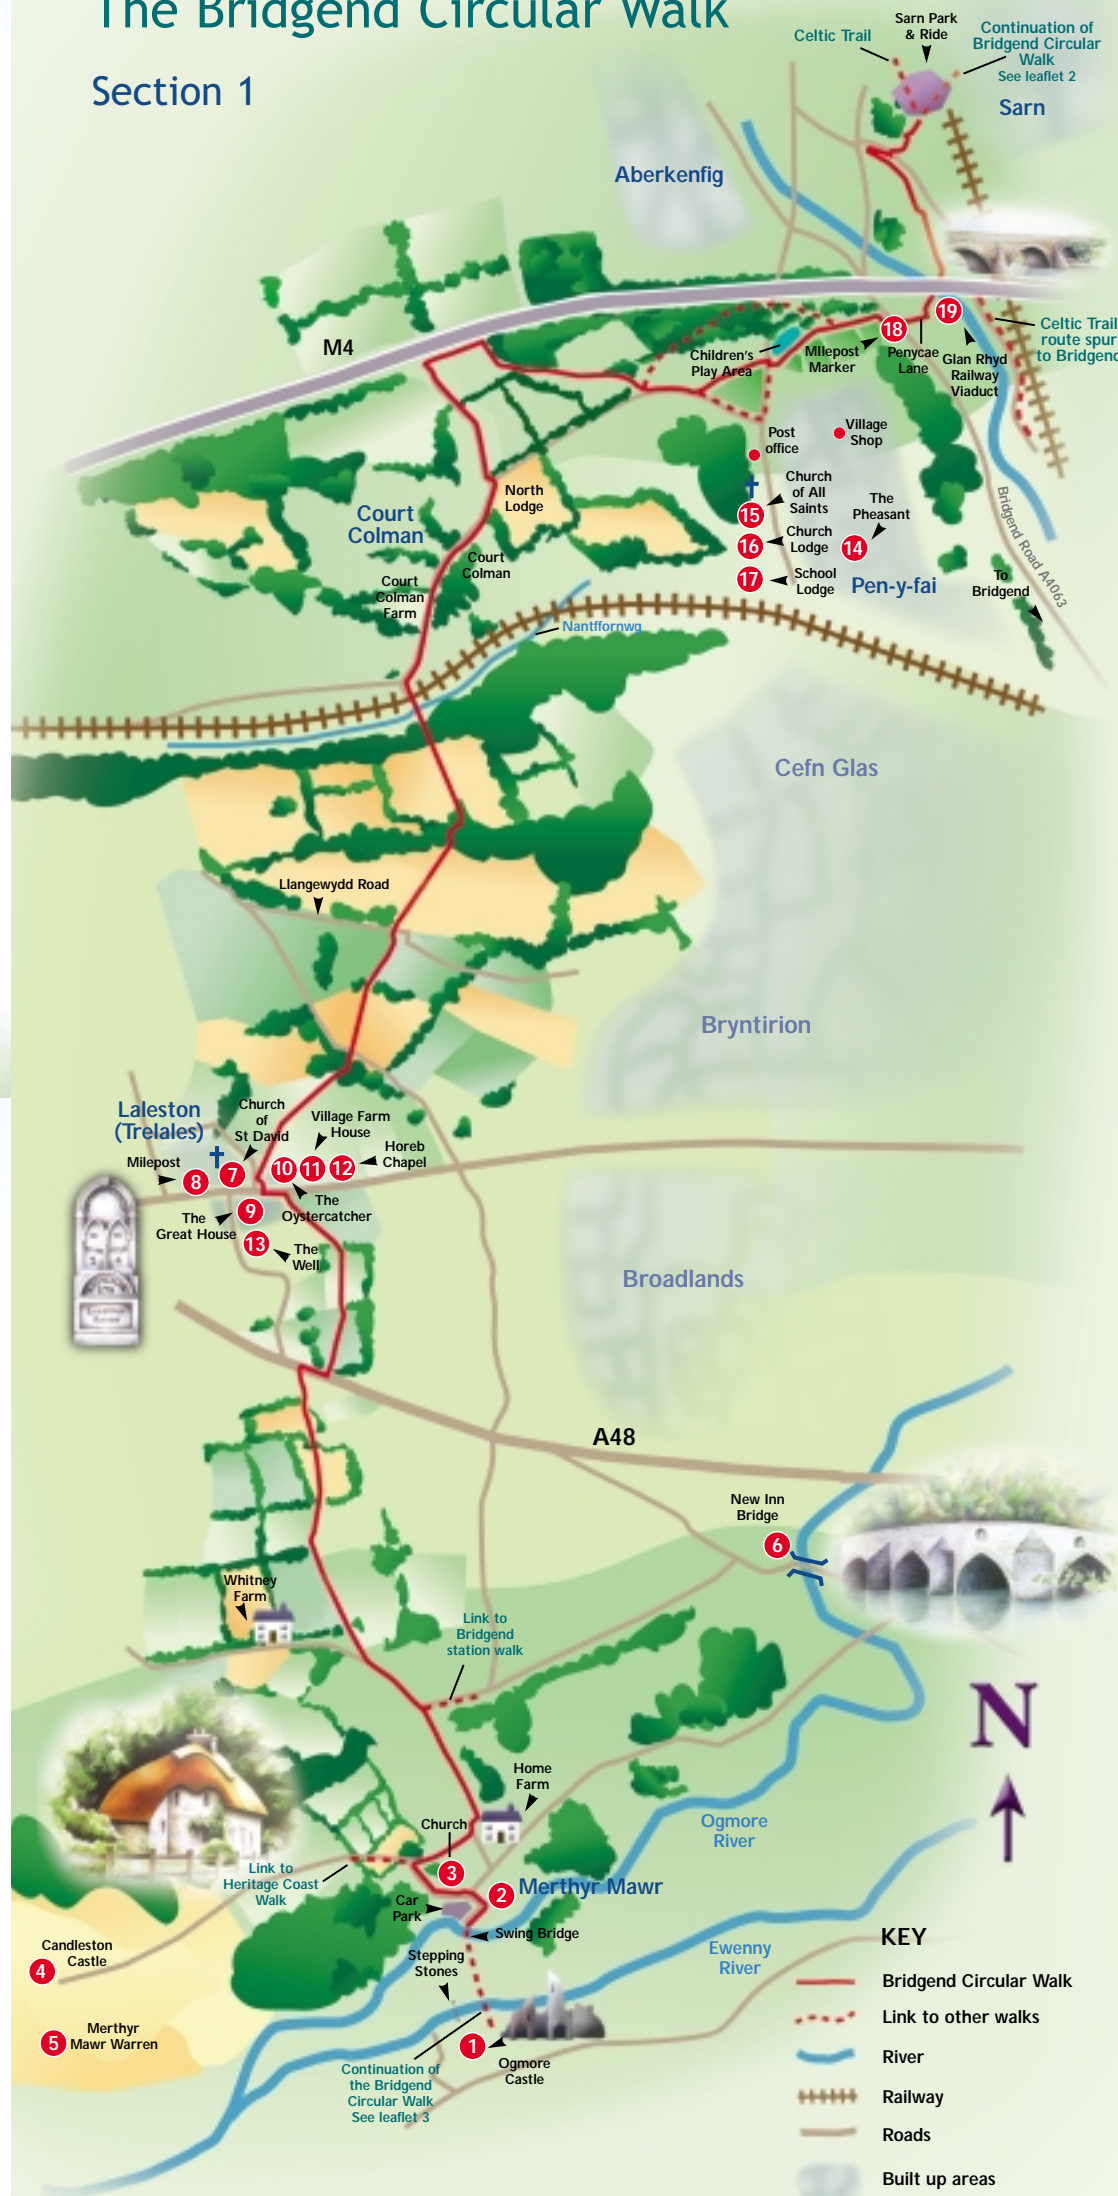 The Bridgend Circular Walk
Section 1
Celtic Trail
Sarn Park
& Ride
Continuation of
Bridgend Circular
Walk
See leaflet 2
Sarn
Aberkenfig
M4
Children's
Play Area
MIlepost
Marker
18
Penycae
Lane
19
Glan Rhyd
Railway
Viaduct
Celtic Trail
route spur
to Bridgend
Post
office
Village
Shop
North
Lodge
Court
Colman
Church
of All
Saints
15
The
Pheasant
14
Church
Lodge
16
School
Lodge
17
Pen-y-fai
Bridgend Road A4063
To
Bridgend
Court
Colman
Court
Colman
Farm
Nantffornwg
Cefn Glas
Llangewydd Road
Bryntirion
Laleston
(Trelales)
Church
of
St David
Village Farm
House
Horeb
Chapel
Milepost
8
7
10
11
12
The
Oystercatcher
The
Great House
9
13
The
Well
Broadlands
A48
New Inn
Bridge
6
Whitney
Farm
Link to
Bridgend
station walk
N
Home
Farm
Church
3
Ogmore
River
Link to
Heritage Coast
Walk
2
Merthyr Mawr
Car
Park
Swing Bridge
Candleston
Castle
4
Stepping
Stones
Ewenny
River
5
Merthyr
Mawr Warren
1
Ogmore
Castle
Continuation of
the Bridgend
Circular Walk
See leaflet 3
KEY
Bridgend Circular Walk
Link to other walks
River
Railway
Roads
Built up areas